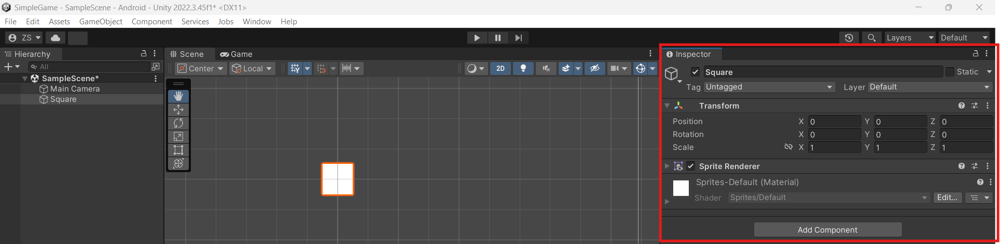 SimpleGame - SampleScene - Android - Unity 2022.3.45f1* <DX11>
File Edit Assets GameObject Component Services Jobs Window Help
ZS Layers Default
Hierarchy
All
SampleScene*
Main Camera
Square
Scene Game
Center Local 2D
Inspector
Square Static
Tag Untagged Layer Default
Transform
Position X 0 Y 0 Z 0
Rotation X 0 Y 0 Z 0
Scale X 1 Y 1 Z 1
Sprite Renderer
Sprites-Default (Material)
Shader Sprites/Default Edit...
Add Component